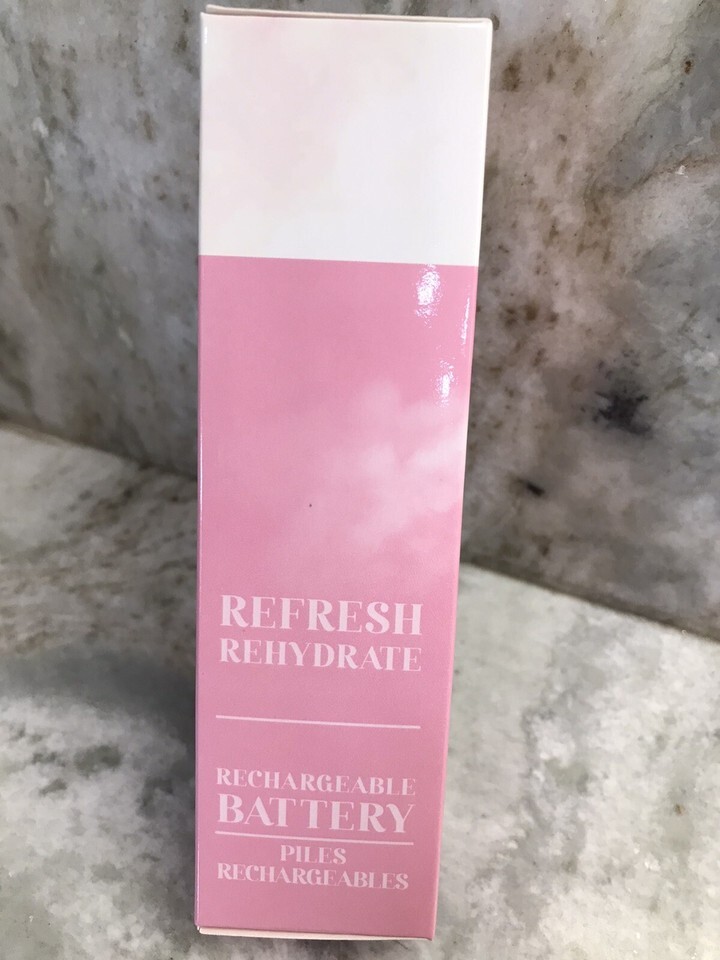 REFRESH
REHYDRATE
RECHARGEABLE
BATTERY
PILES
RECHARGEABLES